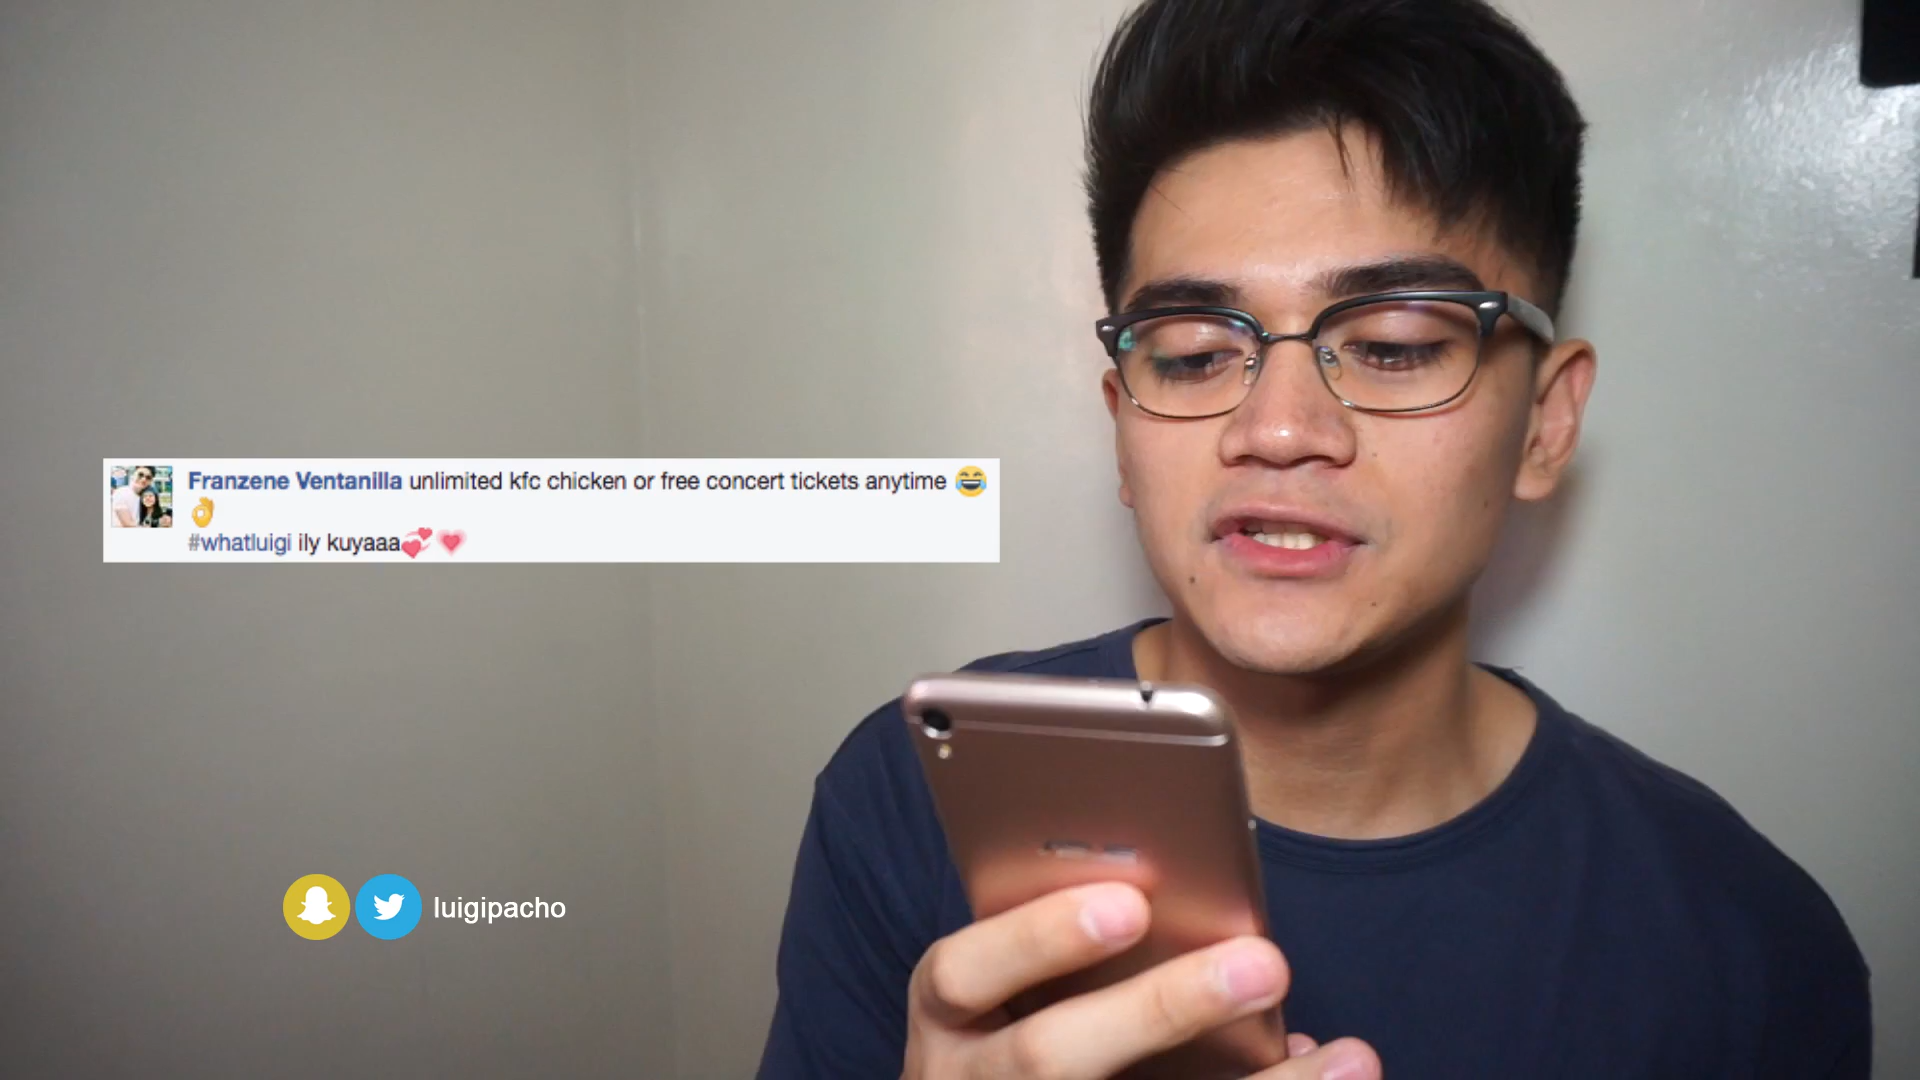 Franzene Ventanilla unlimited kfc chicken or free concert tickets anytime 😂
👌
#whatluigi ily kuyaaa💞💗
luigipacho